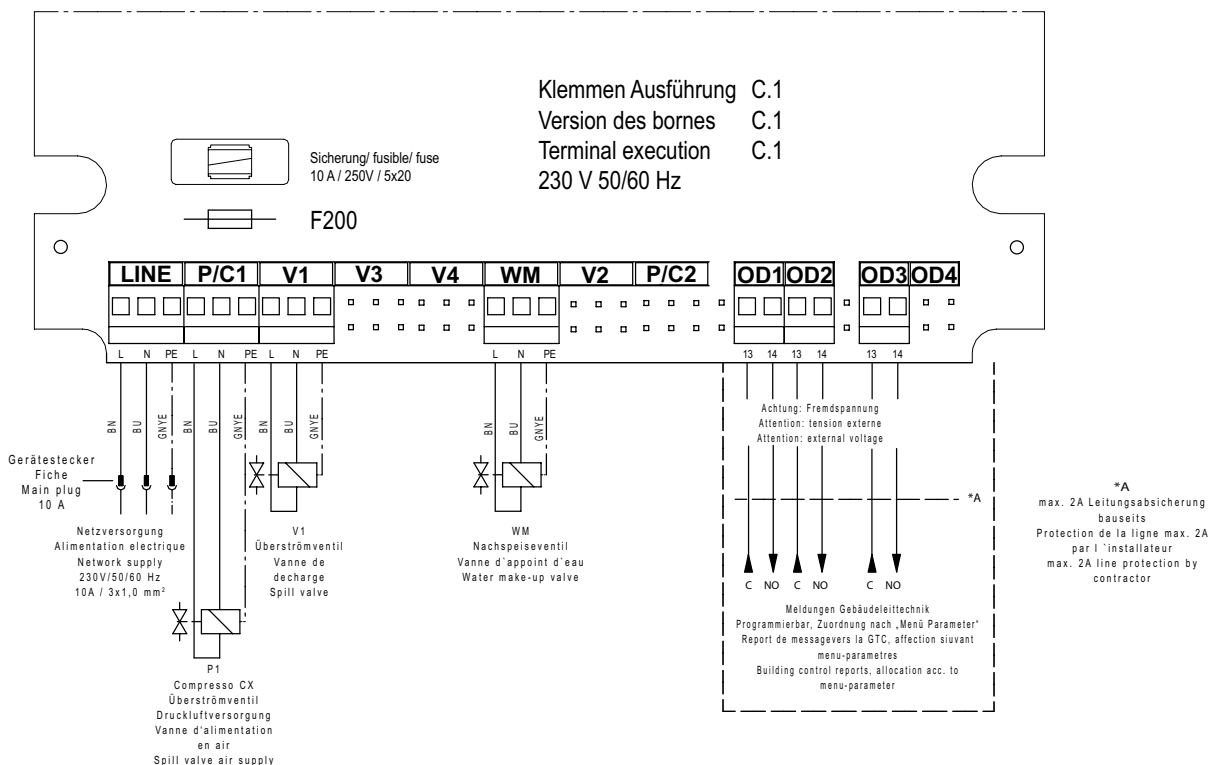 Klemmen Ausführung C.1
Version des bornes C.1
Terminal execution C.1
230 V 50/60 Hz
Sicherung/ fusible/ fuse
10 A / 250V / 5x20
F200
LINE P/C1 V1 V3 V4 WM V2 P/C2 OD1 OD2 OD3 OD4
L N PE L N PE L N PE L N PE 13 14 13 14 13 14
BN BU GNYE BN BU GNYE BN BU GNYE BN BU GNYE
Achtung: Fremdspannung
Attention: tension externe
Attention: external voltage
Gerätestecker
Fiche
Main plug
10 A
Netzversorgung
Alimentation electrique
Network supply
230V/50/60 Hz
10A / 3x1,0 mm²
V1
Überströmventil
Vanne de
decharge
Spill valve
WM
Nachspeiseventil
Vanne d'appoint d'eau
Water make-up valve
*A
C NO C NO C NO
Meldungen Gebäudeleittechnik
Programmierbar, Zuordnung nach „Menü Parameter“
Report de messagevers la GTC, affection siuvant
menu-parametres
Building control reports, allocation acc. to
menu-parameter
*A
max. 2A Leitungsabsicherung
bauseits
Protection de la ligne max. 2A
par l `installateur
max. 2A line protection by
contractor
P1
Compresso CX
Überströmventil
Druckluftversorgung
Vanne d'alimentation
en air
Spill valve air supply